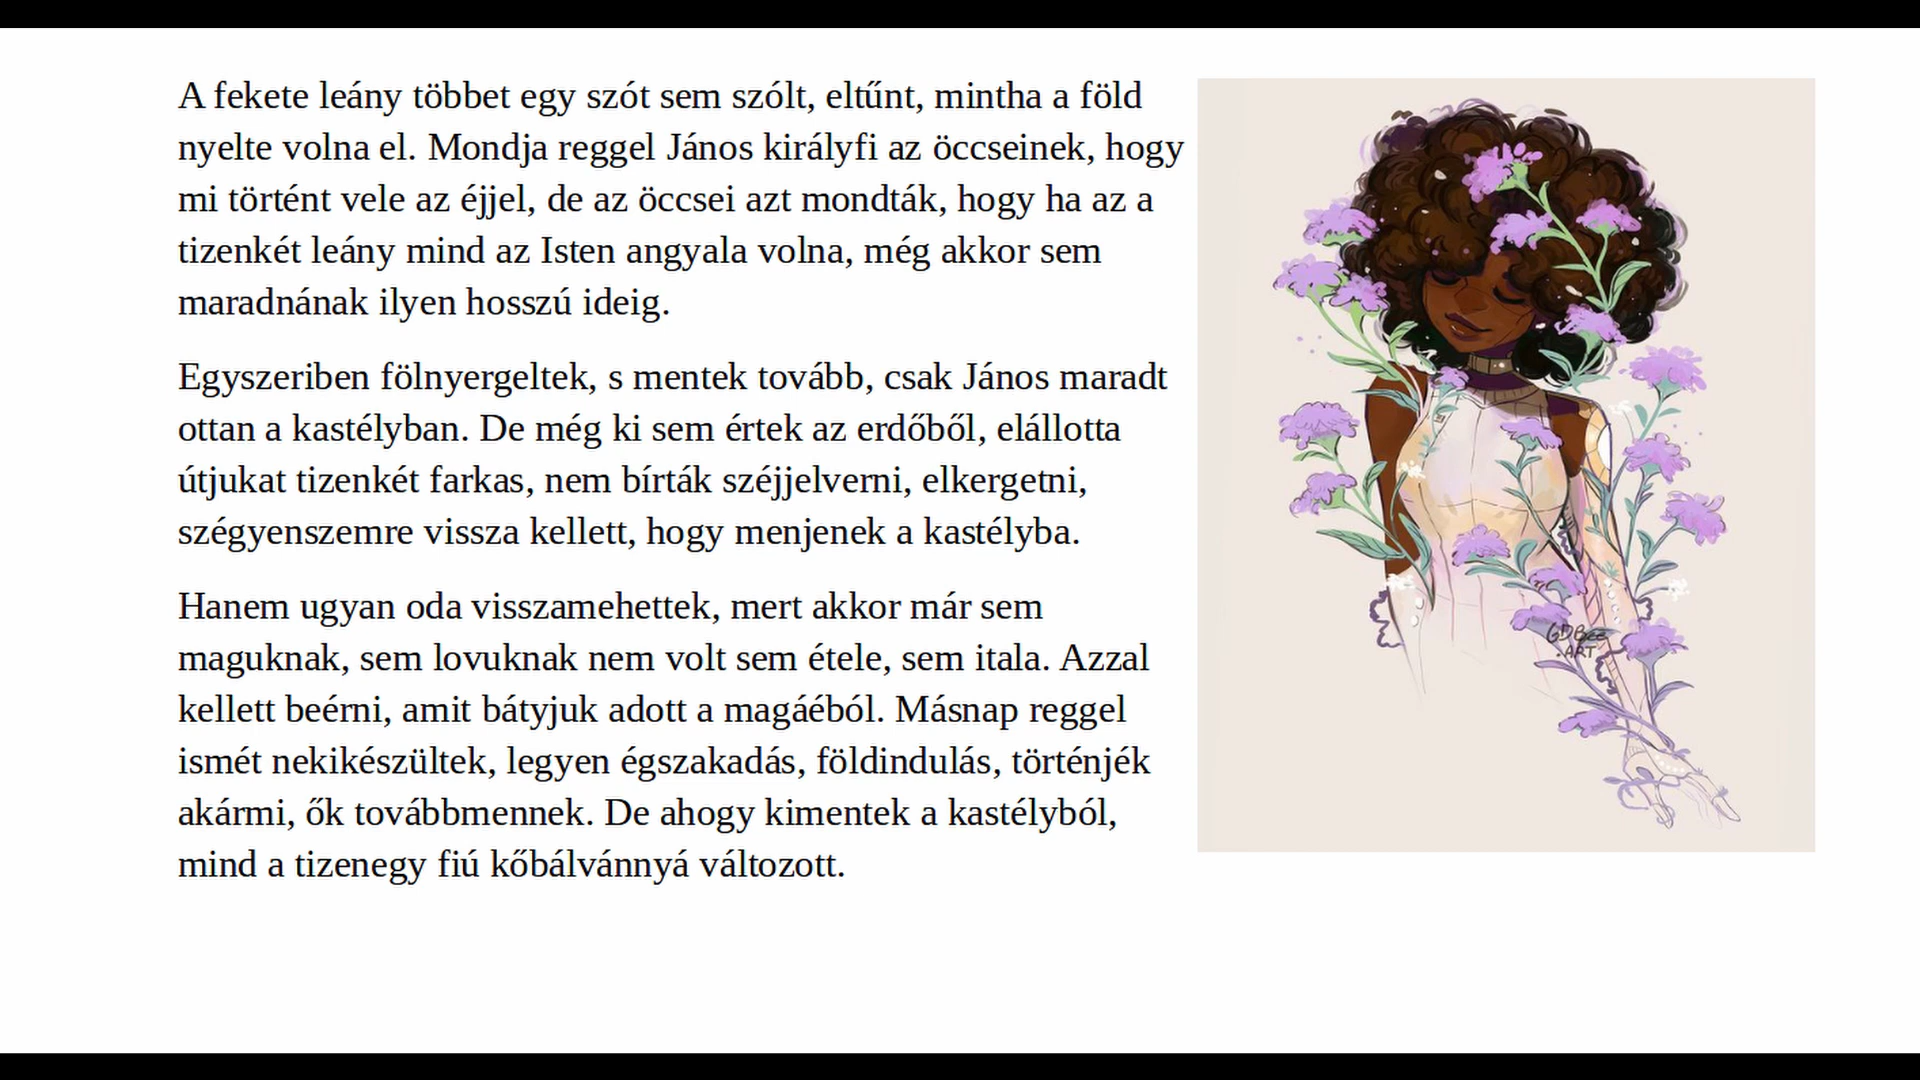 A fekete leány többet egy szót sem szólt, eltűnt, mintha a föld
nyelte volna el. Mondja reggel János királyfi az öccseinek, hogy
mi történt vele az éjjel, de az öccsei azt mondták, hogy ha az a
tizenkét leány mind az Isten angyala volna, még akkor sem
maradnának ilyen hosszú ideig.
Egyszeriben fölnyergeltek, s mentek tovább, csak János maradt
ottan a kastélyban. De még ki sem értek az erdőből, elállotta
útjukat tizenkét farkas, nem bírták széjjelverni, elkergetni,
szégyenszemre vissza kellett, hogy menjenek a kastélyba.
Hanem ugyan oda visszamehettek, mert akkor már sem
maguknak, sem lovuknak nem volt sem étele, sem itala. Azzal
kellett beérni, amit bátyjuk adott a magáéból. Másnap reggel
ismét nekikészültek, legyen égszakadás, földindulás, történjék
akármi, ők továbbmennek. De ahogy kimentek a kastélyból,
mind a tizenegy fiú kőbálvánnyá változott.
GDBee
.ART